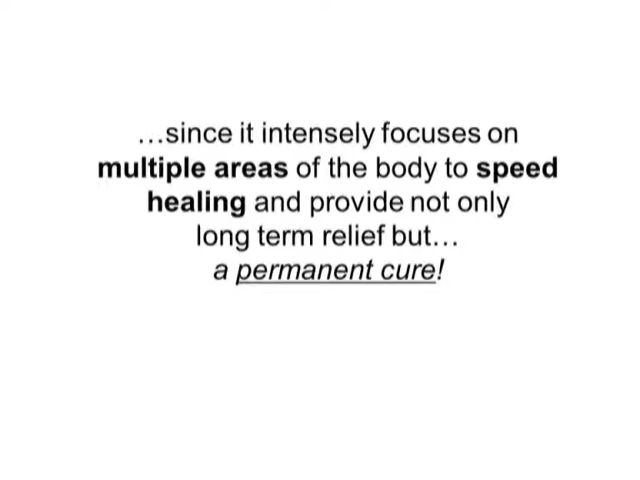 …since it intensely focuses on
multiple areas of the body to speed
healing and provide not only
long term relief but…
a permanent cure!